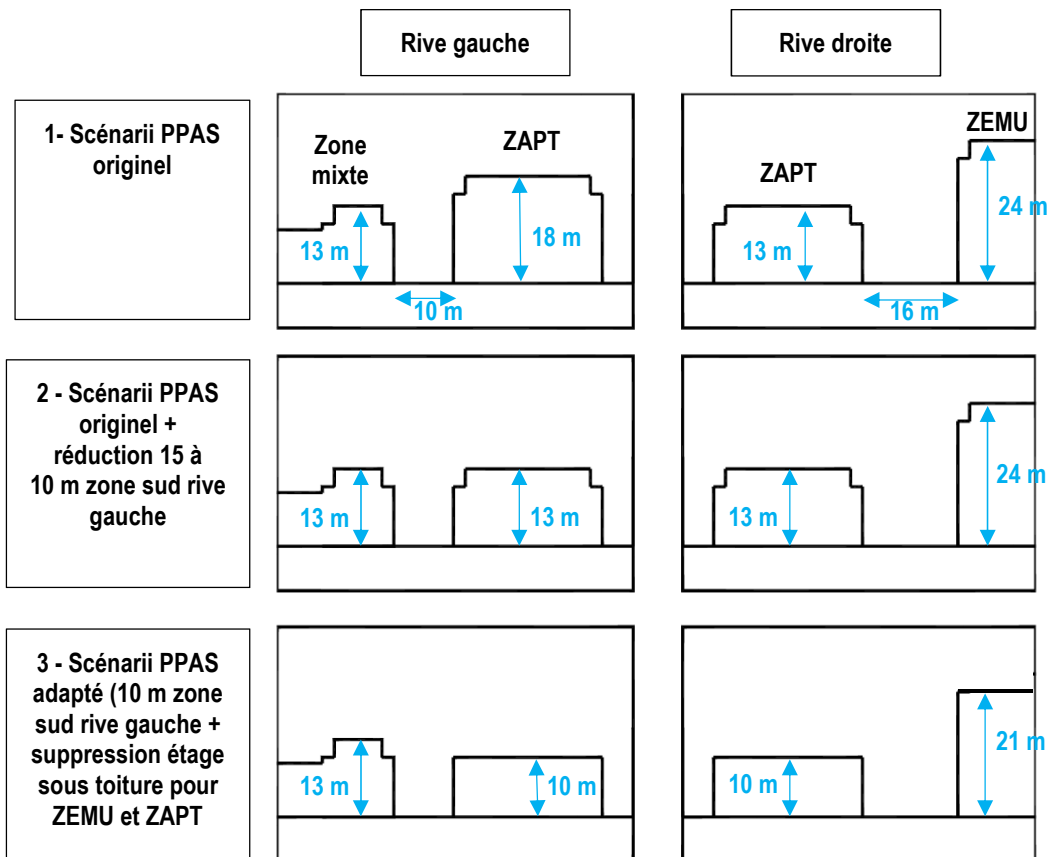 Rive gauche
Rive droite
1- Scénarii PPAS
originel
Zone
mixte
ZAPT
13 m
18 m
10 m
ZAPT
ZEMU
13 m
24 m
16 m
2 - Scénarii PPAS
originel +
réduction 15 à
10 m zone sud rive
gauche
13 m
13 m
13 m
24 m
3 - Scénarii PPAS
adapté (10 m zone
sud rive gauche +
suppression étage
sous toiture pour
ZEMU et ZAPT
13 m
10 m
10 m
21 m